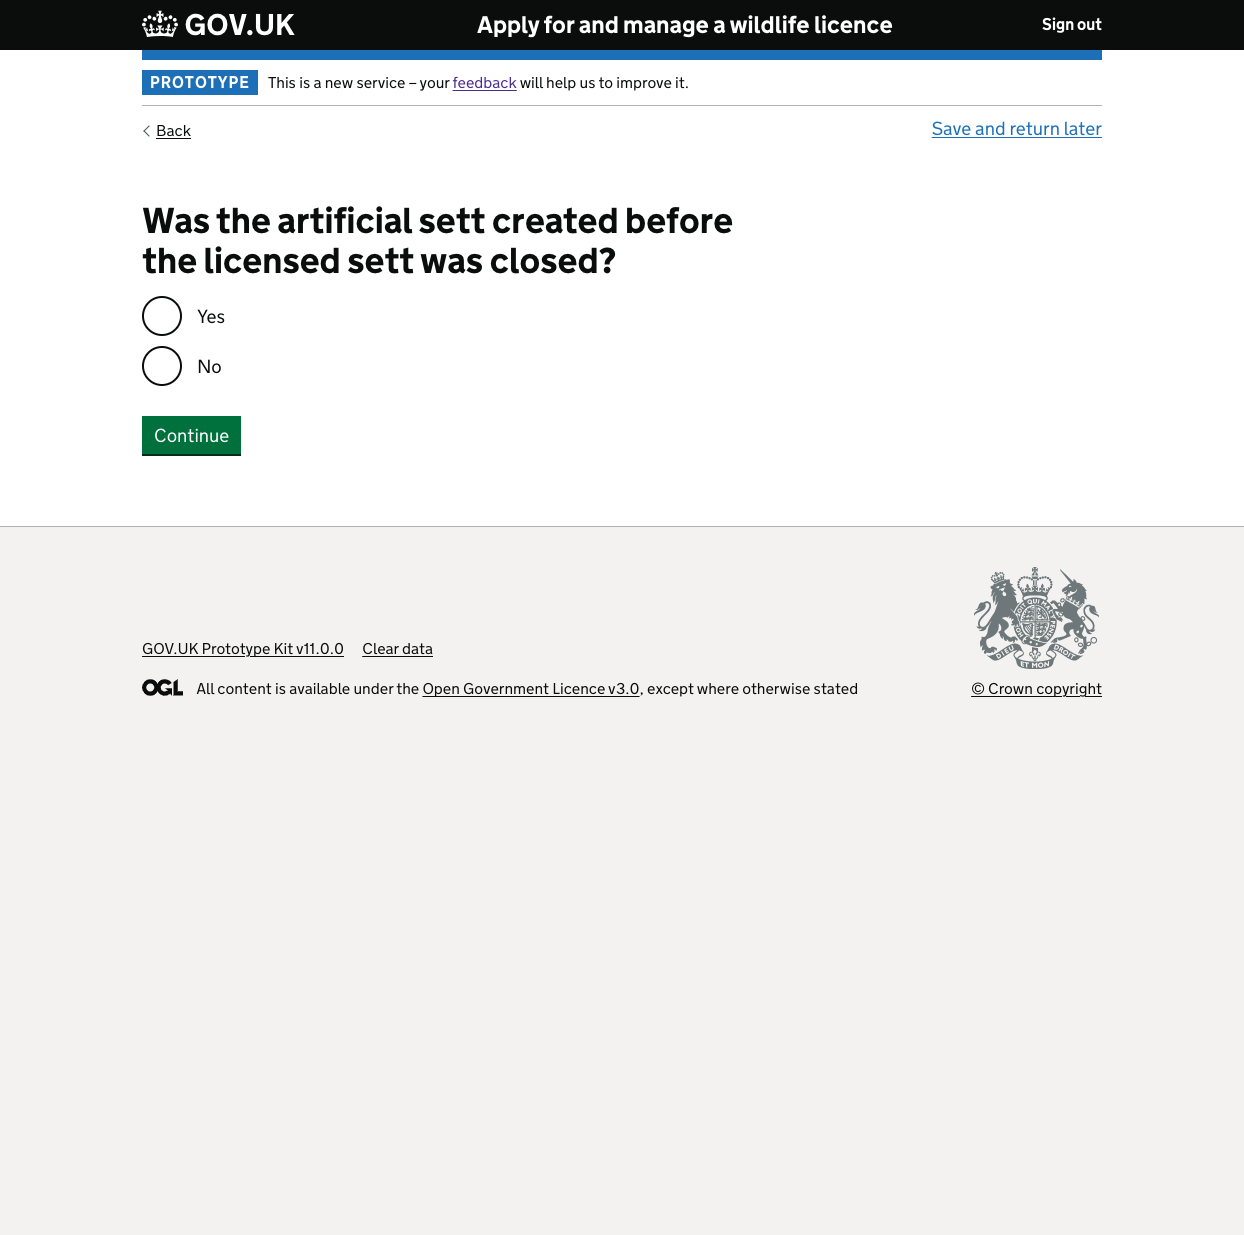 GOV.UK Apply for and manage a wildlife licence Sign out
PROTOTYPE This is a new service – your feedback will help us to improve it.
Back Save and return later
Was the artificial sett created before
the licensed sett was closed?
Yes
No
Continue
GOV.UK Prototype Kit v11.0.0 Clear data
OGL All content is available under the Open Government Licence v3.0, except where otherwise stated © Crown copyright